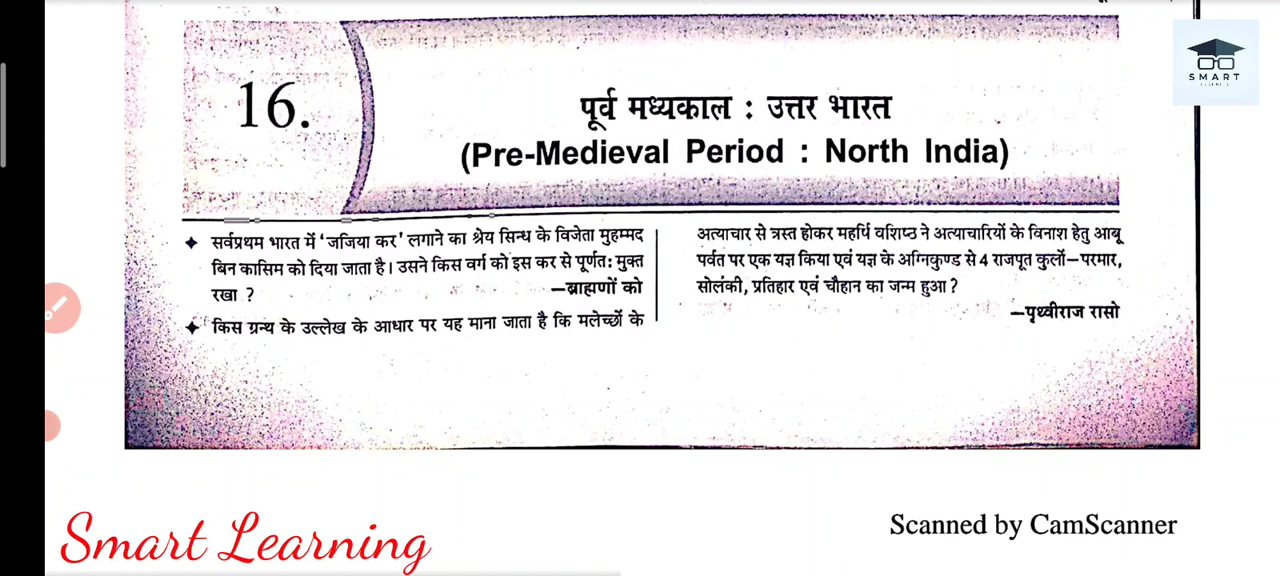 SMART
16.
पूर्व मध्यकाल : उत्तर भारत
(Pre-Medieval Period : North India)
✦ सर्वप्रथम भारत में 'जजिया कर' लगाने का श्रेय सिन्ध के विजेता मुहम्मद
बिन कासिम को दिया जाता है। उसने किस वर्ग को इस कर से पूर्णतः मुक्त
रखा ? –ब्राह्मणों को
✦ किस ग्रन्थ के उल्लेख के आधार पर यह माना जाता है कि मलेच्छों के
अत्याचार से त्रस्त होकर महर्षि वशिष्ठ ने अत्याचारियों के विनाश हेतु आबू
पर्वत पर एक यज्ञ किया एवं यज्ञ के अग्निकुण्ड से 4 राजपूत कुलों–परमार,
सोलंकी, प्रतिहार एवं चौहान का जन्म हुआ ?
–पृथ्वीराज रासो
Smart Learning
Scanned by CamScanner